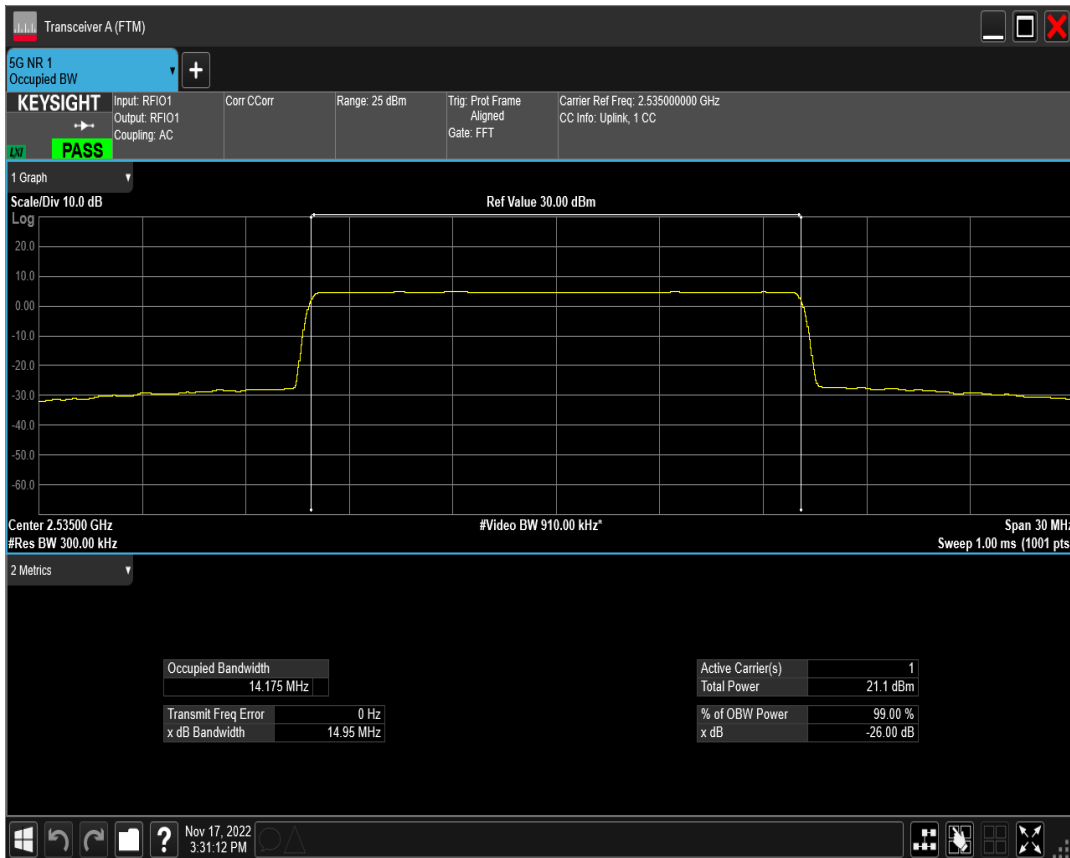 Transceiver A (FTM)
5G NR 1
Occupied BW
+
KEYSIGHT
LXI
PASS
Input: RFIO1
Output: RFIO1
Coupling: AC
Corr CCorr
Range: 25 dBm
Trig: Prot Frame
Aligned
Gate: FFT
Carrier Ref Freq: 2.535000000 GHz
CC Info: Uplink, 1 CC
1 Graph
Scale/Div 10.0 dB
Ref Value 30.00 dBm
Log
20.0
10.0
0.00
-10.0
-20.0
-30.0
-40.0
-50.0
-60.0
Center 2.53500 GHz
#Video BW 910.00 kHz*
Span 30 MHz
#Res BW 300.00 kHz
Sweep 1.00 ms (1001 pts
2 Metrics
Occupied Bandwidth
14.175 MHz
Transmit Freq Error 0 Hz
x dB Bandwidth 14.95 MHz
Active Carrier(s) 1
Total Power 21.1 dBm
% of OBW Power 99.00 %
x dB -26.00 dB
?
Nov 17, 2022
3:31:12 PM